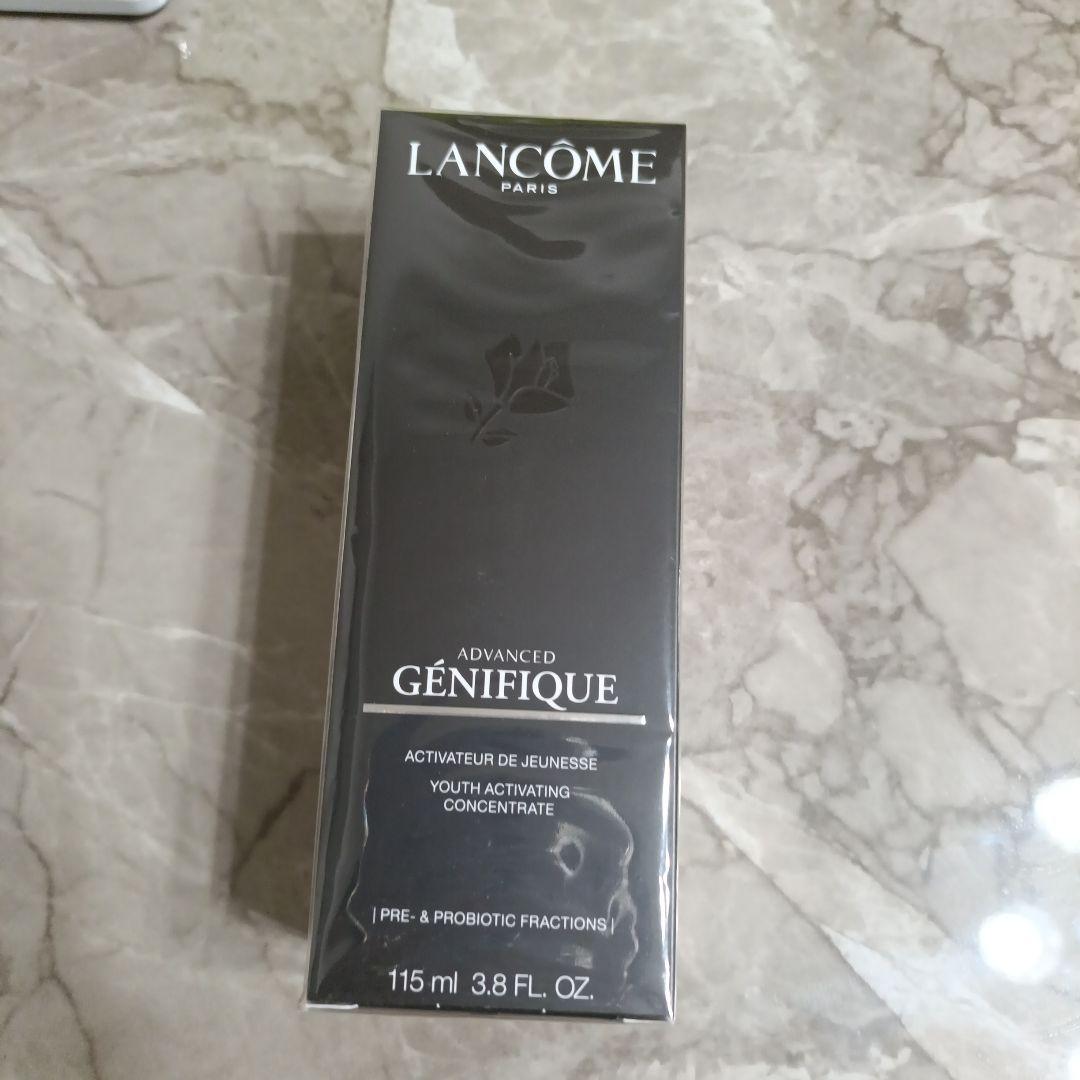 LANCÔME
PARIS
ADVANCED
GÉNIFIQUE
ACTIVATEUR DE JEUNESSE
YOUTH ACTIVATING
CONCENTRATE
| PRE- & PROBIOTIC FRACTIONS |
115 ml 3.8 FL. OZ.